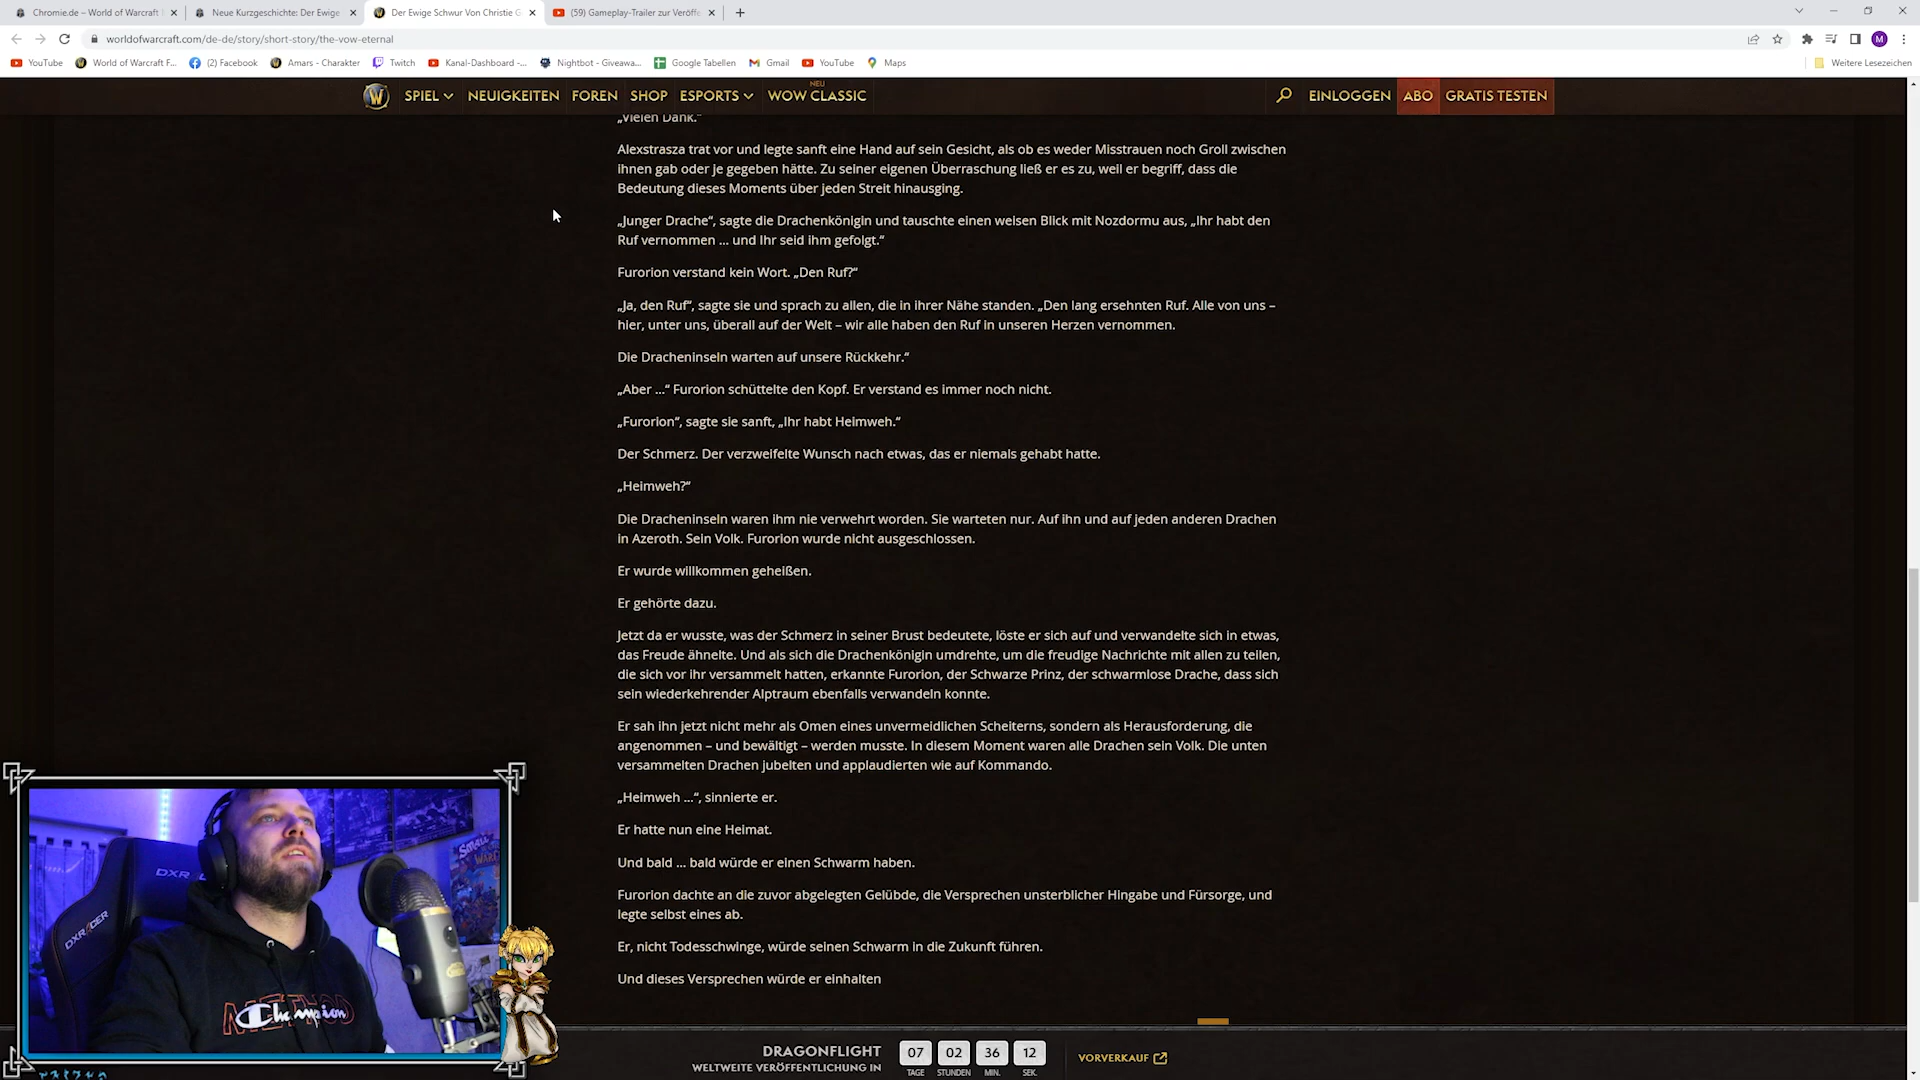 Chromie.de – World of Warcraft
Neue Kurzgeschichte: Der Ewige
Der Ewige Schwur Von Christie G
(59) Gameplay-Trailer zur Veröffe
worldofwarcraft.com/de-de/story/short-story/the-vow-eternal
M
YouTube
World of Warcraft F...
(2) Facebook
Amars - Charakter
Twitch
Kanal-Dashboard -...
Nightbot - Giveawa...
Google Tabellen
Gmail
YouTube
Maps
Weitere Lesezeichen
W
SPIEL
NEUIGKEITEN
FOREN
SHOP
ESPORTS
NEU
WOW CLASSIC
EINLOGGEN
ABO
GRATIS TESTEN
„Vielen Dank.“
Alexstrasza trat vor und legte sanft eine Hand auf sein Gesicht, als ob es weder Misstrauen noch Groll zwischen
ihnen gab oder je gegeben hätte. Zu seiner eigenen Überraschung ließ er es zu, weil er begriff, dass die
Bedeutung dieses Moments über jeden Streit hinausging.
„Junger Drache“, sagte die Drachenkönigin und tauschte einen weisen Blick mit Nozdormu aus, „Ihr habt den
Ruf vernommen ... und Ihr seid ihm gefolgt.“
Furorion verstand kein Wort. „Den Ruf?“
„Ja, den Ruf“, sagte sie und sprach zu allen, die in ihrer Nähe standen. „Den lang ersehnten Ruf. Alle von uns –
hier, unter uns, überall auf der Welt – wir alle haben den Ruf in unseren Herzen vernommen.
Die Dracheninseln warten auf unsere Rückkehr.“
„Aber ...“ Furorion schüttelte den Kopf. Er verstand es immer noch nicht.
„Furorion“, sagte sie sanft, „Ihr habt Heimweh.“
Der Schmerz. Der verzweifelte Wunsch nach etwas, das er niemals gehabt hatte.
„Heimweh?“
Die Dracheninseln waren ihm nie verwehrt worden. Sie warteten nur. Auf ihn und auf jeden anderen Drachen
in Azeroth. Sein Volk. Furorion wurde nicht ausgeschlossen.
Er wurde willkommen geheißen.
Er gehörte dazu.
Jetzt da er wusste, was der Schmerz in seiner Brust bedeutete, löste er sich auf und verwandelte sich in etwas,
das Freude ähnelte. Und als sich die Drachenkönigin umdrehte, um die freudige Nachrichte mit allen zu teilen,
die sich vor ihr versammelt hatten, erkannte Furorion, der Schwarze Prinz, der schwarmlose Drache, dass sich
sein wiederkehrender Alptraum ebenfalls verwandeln konnte.
Er sah ihn jetzt nicht mehr als Omen eines unvermeidlichen Scheiterns, sondern als Herausforderung, die
angenommen – und bewältigt – werden musste. In diesem Moment waren alle Drachen sein Volk. Die unten
versammelten Drachen jubelten und applaudierten wie auf Kommando.
„Heimweh ...“, sinnierte er.
Er hatte nun eine Heimat.
Und bald ... bald würde er einen Schwarm haben.
Furorion dachte an die zuvor abgelegten Gelübde, die Versprechen unsterblicher Hingabe und Fürsorge, und
legte selbst eines ab.
Er, nicht Todesschwinge, würde seinen Schwarm in die Zukunft führen.
Und dieses Versprechen würde er einhalten
DXRACER
Champion
DRAGONFLIGHT
WELTWEITE VERÖFFENTLICHUNG IN
07 02 36 12
TAGE STUNDEN MIN. SEK.
VORVERKAUF